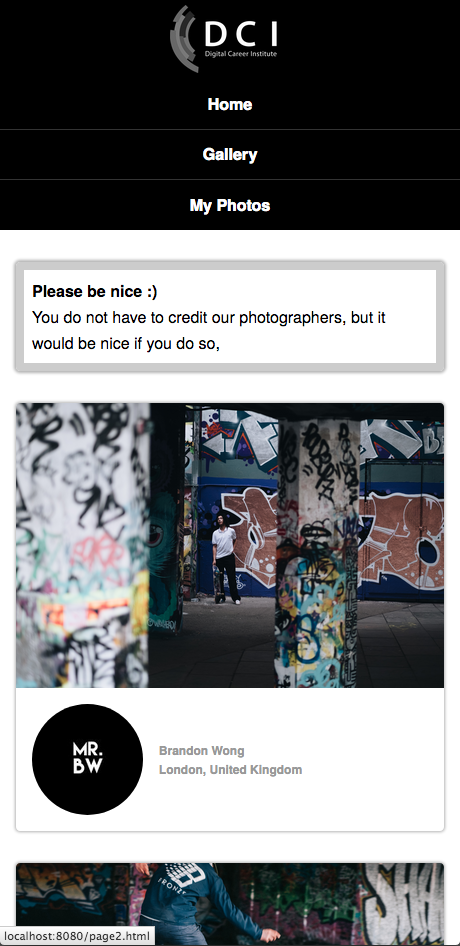 DCI
Digital Career Institute
Home
Gallery
My Photos
Please be nice :)
You do not have to credit our photographers, but it
would be nice if you do so,
MR.
BW
Brandon Wong
London, United Kingdom
BRONZE
localhost:8080/page2.html